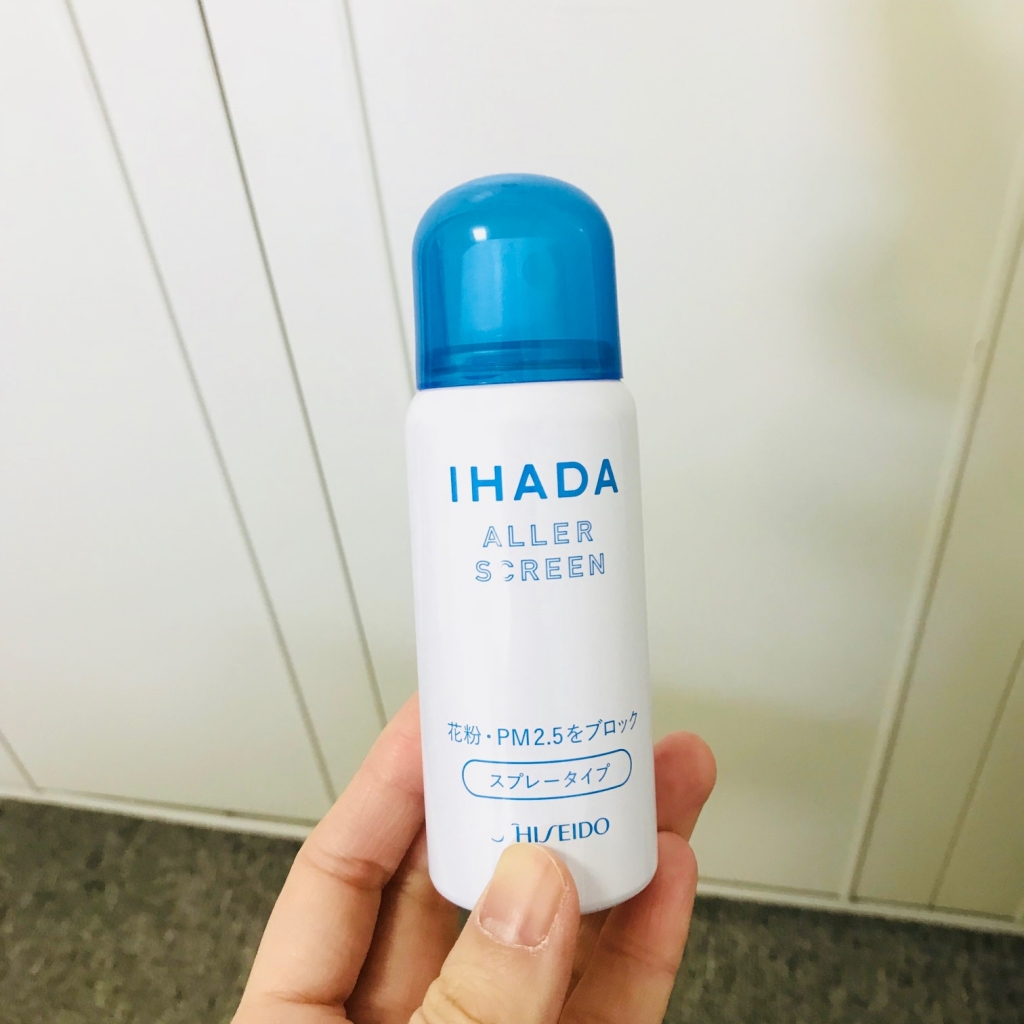 IHADA
ALLER
SCREEN
花粉・PM2.5をブロック
スプレータイプ
SHISEIDO